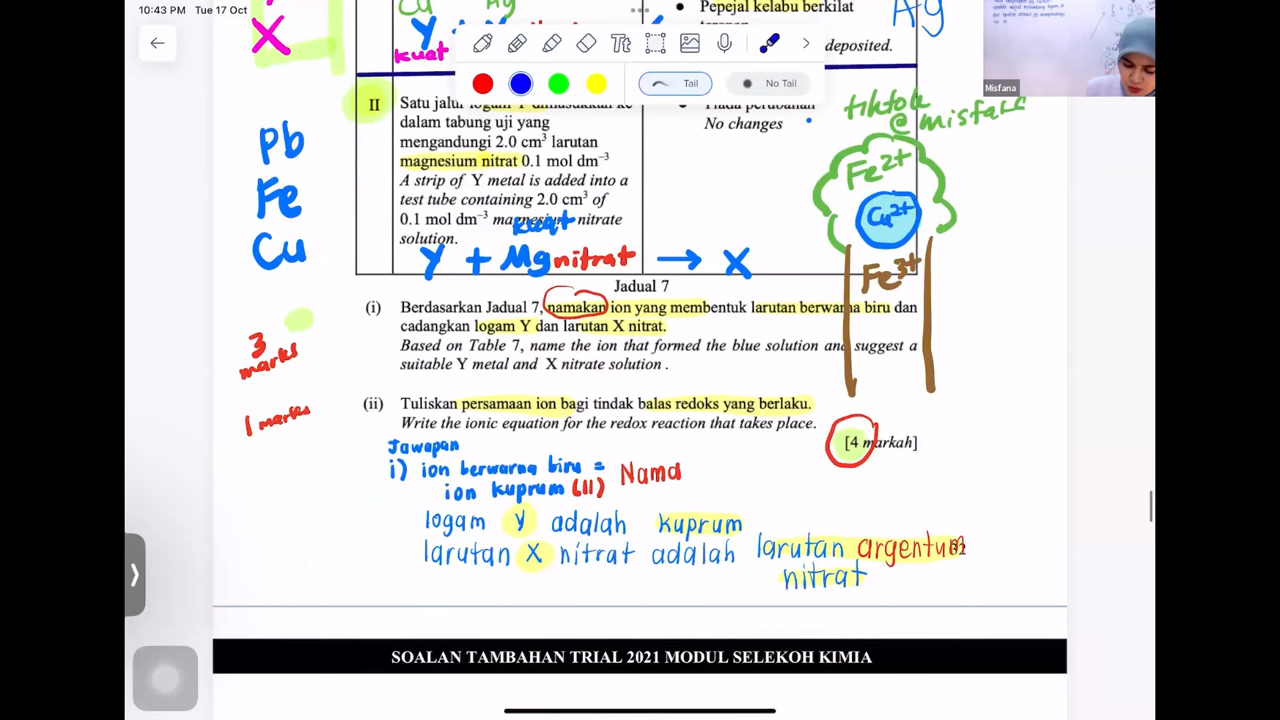 10:43 PM Tue 17 Oct
X
Cu Ag
Pepejal kelabu berkilat
Ag
Y
kuat
deposited.
Tt
Tail
No Tail
Misfana
II
Satu jalur logam Y dimasukkan ke
dalam tabung uji yang
mengandungi 2.0 cm³ larutan
magnesium nitrat 0.1 mol dm⁻³
A strip of Y metal is added into a
test tube containing 2.0 cm³ of
0.1 mol dm⁻³ magnesium nitrate
solution.
Tiada perubahan
No changes
kuat
Y + Mg nitrat → X
Pb
Fe
Cu
tiktok
Fe²⁺
Cu²⁺
Fe³⁺
Jadual 7
(i) Berdasarkan Jadual 7, namakan ion yang membentuk larutan berwarna biru dan
cadangkan logam Y dan larutan X nitrat.
Based on Table 7, name the ion that formed the blue solution and suggest a
suitable Y metal and X nitrate solution .
3
marks
(ii) Tuliskan persamaan ion bagi tindak balas redoks yang berlaku.
Write the ionic equation for the redox reaction that takes place.
1 marks
[4 markah]
Jawapan
i) ion berwarna biru =
ion kuprum (II) Nama
logam Y adalah kuprum
larutan X nitrat adalah larutan argentum
nitrat
SOALAN TAMBAHAN TRIAL 2021 MODUL SELEKOH KIMIA